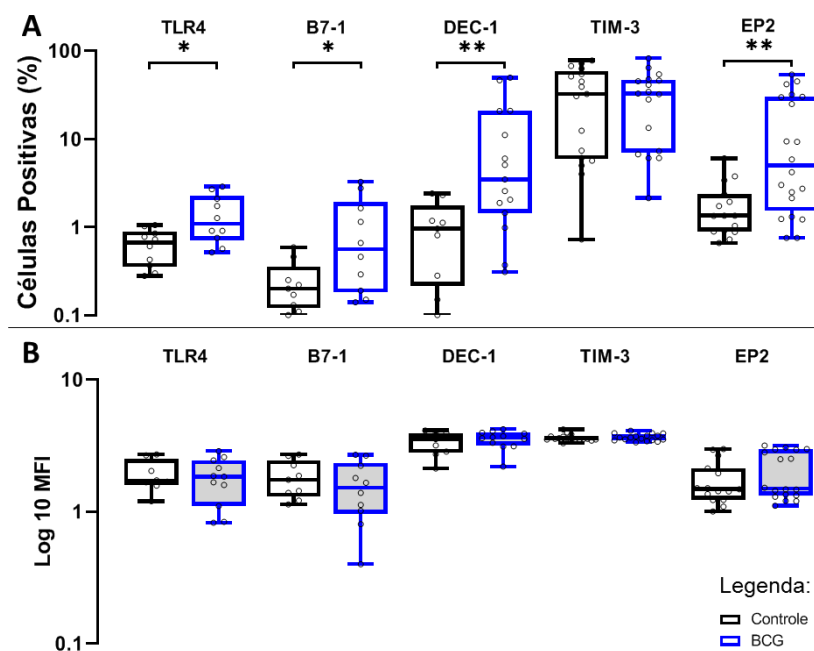 A
TLR4 B7-1 DEC-1 TIM-3 EP2
* * ** **
Células Positivas (%)
100
10
1
0.1
B
TLR4 B7-1 DEC-1 TIM-3 EP2
Log 10 MFI
10
1
0.1
Legenda:
Controle
BCG